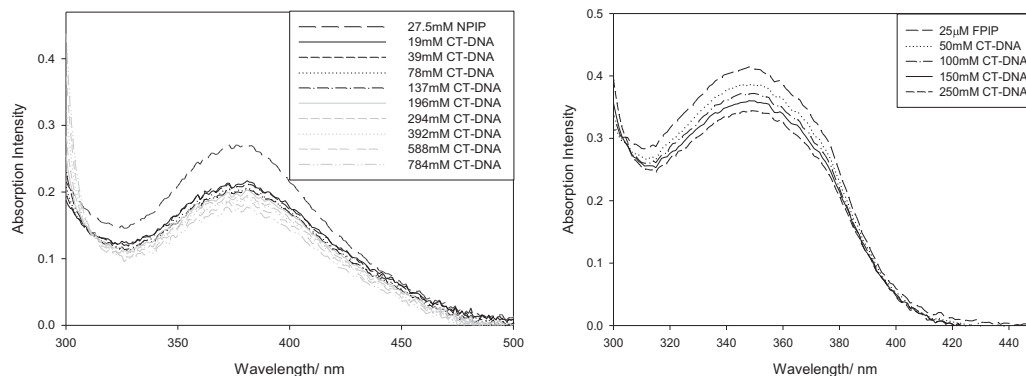 0.4
0.3
0.2
0.1
0.0
300
350
400
450
500
Absorption Intensity
Wavelength/ nm
27.5mM NPIP
19mM CT-DNA
39mM CT-DNA
78mM CT-DNA
137mM CT-DNA
196mM CT-DNA
294mM CT-DNA
392mM CT-DNA
588mM CT-DNA
784mM CT-DNA
0.5
0.4
0.3
0.2
0.1
0.0
300
320
340
360
380
400
420
440
Absorption Intensity
Wavelength/ nm
25μM FPIP
50mM CT-DNA
100mM CT-DNA
150mM CT-DNA
250mM CT-DNA